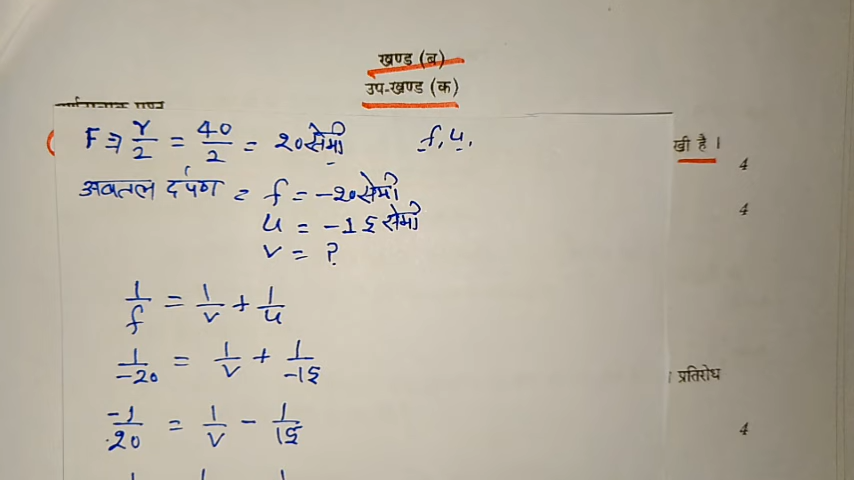 खण्ड (ब)
उप-खण्ड (क)
खी है ।
4
F ⇒ r/2 = 40/2 = 20 सेमी f, u,
अवतल दर्पण = f = -20 सेमी
4
u = -15 सेमी
v = ?
1/f = 1/v + 1/u
1/-20 = 1/v + 1/-15
प्रतिरोध
-1/20 = 1/v - 1/15
4